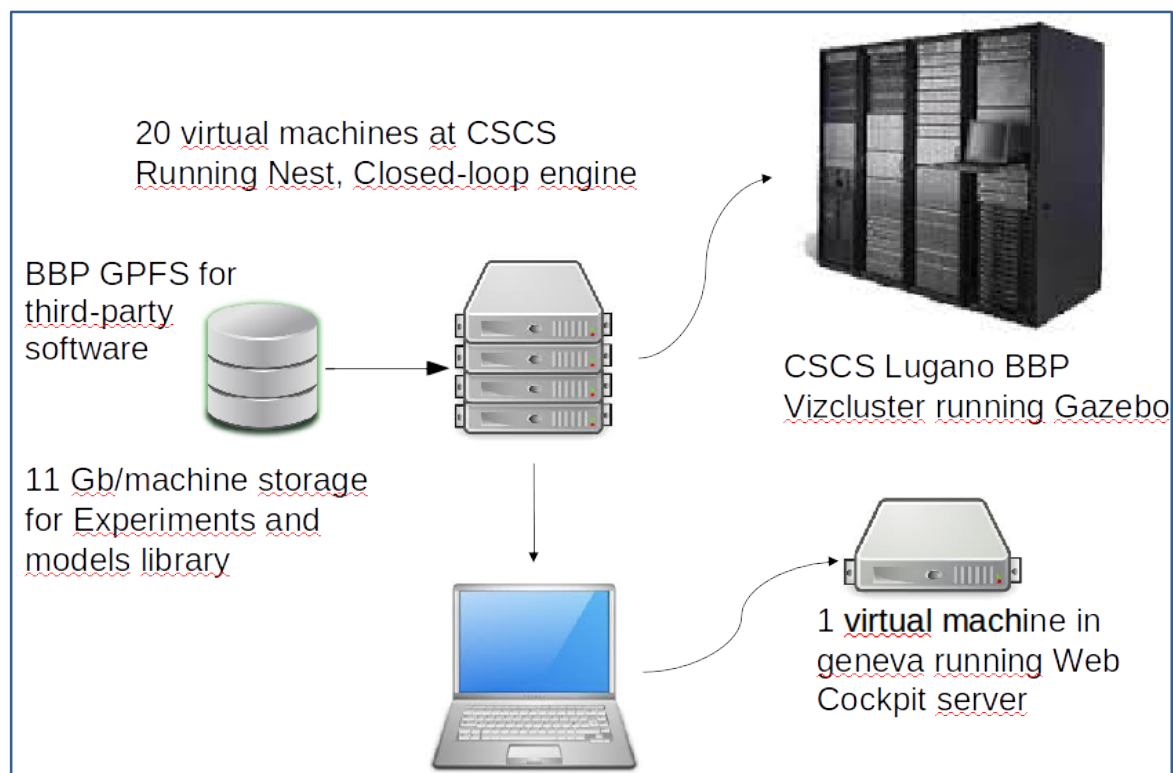 20 virtual machines at CSCS
Running Nest, Closed-loop engine
BBP GPFS for
third-party
software
CSCS Lugano BBP
Vizcluster running Gazebo
11 Gb/machine storage
for Experiments and
models library
1 virtual machine in
geneva running Web
Cockpit server